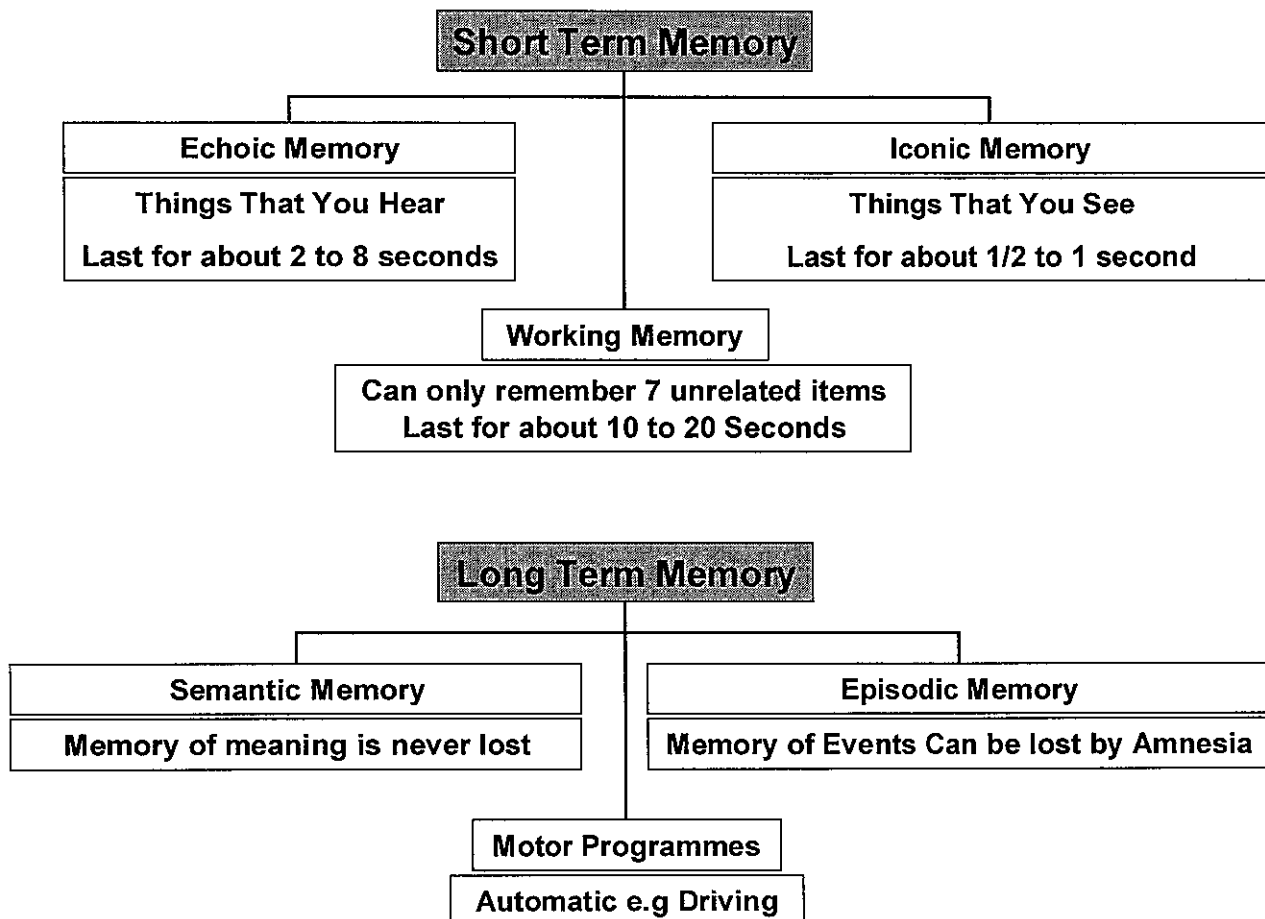 Short Term Memory
Echoic Memory
Things That You Hear
Last for about 2 to 8 seconds
Iconic Memory
Things That You See
Last for about 1/2 to 1 second
Working Memory
Can only remember 7 unrelated items
Last for about 10 to 20 Seconds
Long Term Memory
Semantic Memory
Memory of meaning is never lost
Episodic Memory
Memory of Events Can be lost by Amnesia
Motor Programmes
Automatic e.g Driving